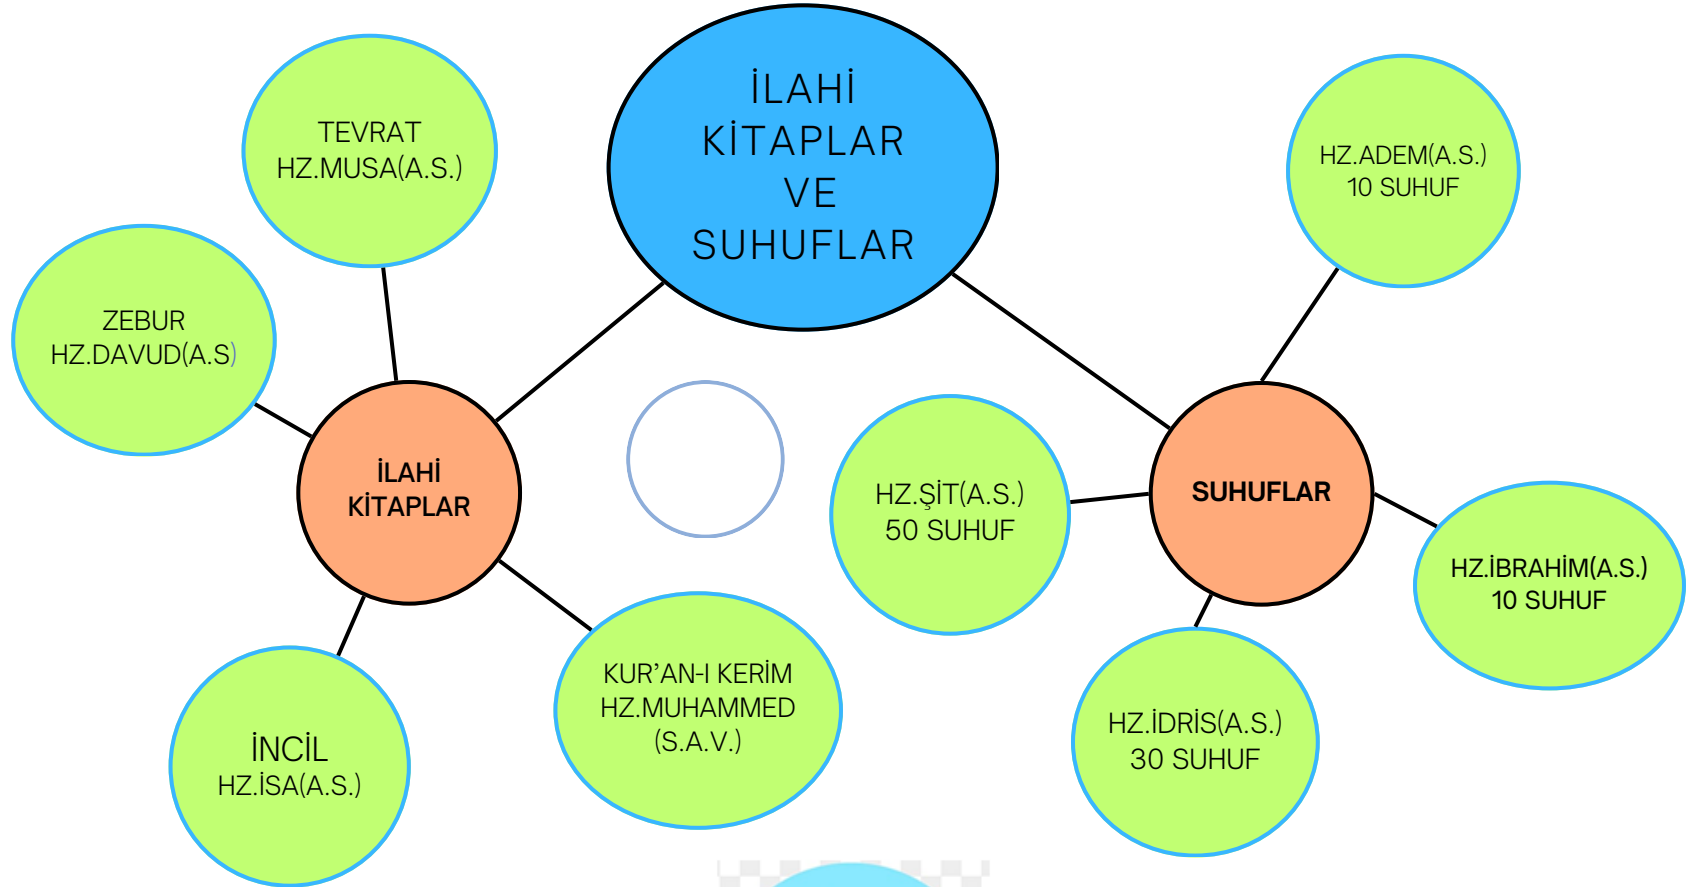 İLAHİ
KİTAPLAR
VE
SUHUFLAR
TEVRAT
HZ.MUSA(A.S.)
ZEBUR
HZ.DAVUD(A.S)
İLAHİ
KİTAPLAR
İNCİL
HZ.İSA(A.S.)
KUR'AN-I KERİM
HZ.MUHAMMED
(S.A.V.)
HZ.ADEM(A.S.)
10 SUHUF
HZ.ŞİT(A.S.)
50 SUHUF
SUHUFLAR
HZ.İBRAHİM(A.S.)
10 SUHUF
HZ.İDRİS(A.S.)
30 SUHUF